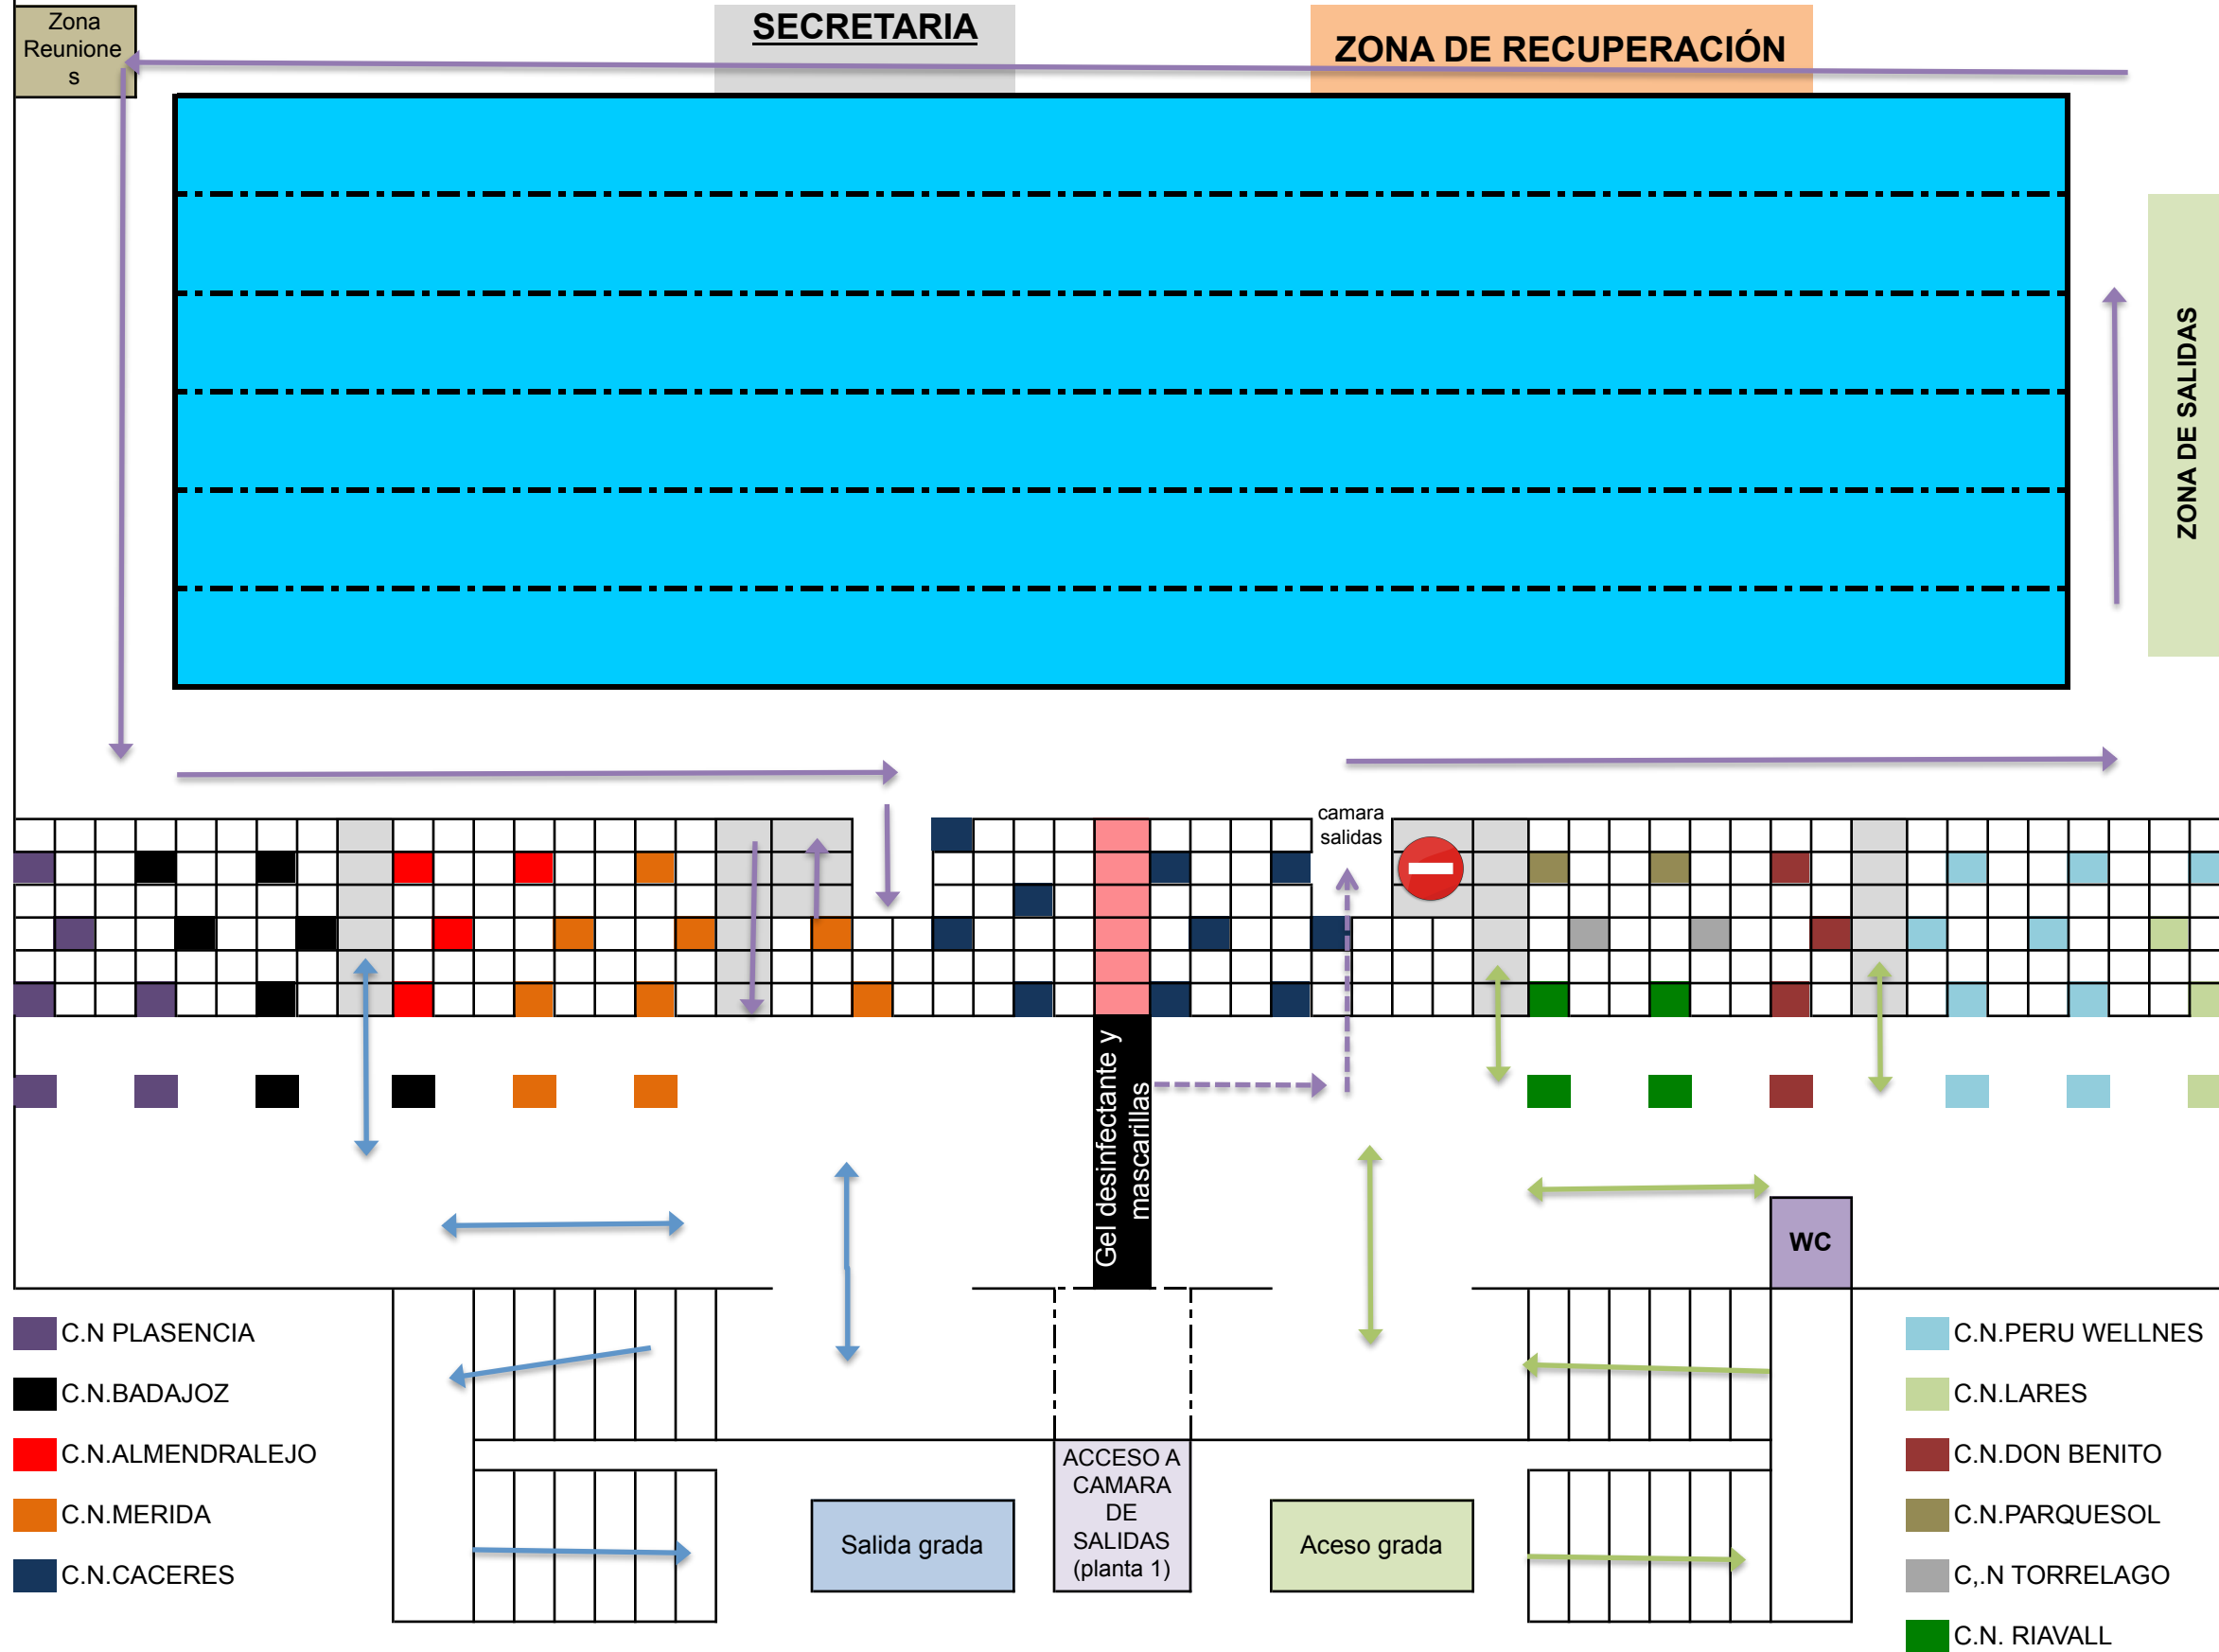 Zona
Reunione
s
SECRETARIA
ZONA DE RECUPERACIÓN
ZONA DE SALIDAS
camara
salidas
Gel desinfectante y
mascarillas
WC
C.N PLASENCIA
C.N.BADAJOZ
C.N.ALMENDRALEJO
C.N.MERIDA
C.N.CACERES
Salida grada
ACCESO A
CAMARA
DE
SALIDAS
(planta 1)
Aceso grada
C.N.PERU WELLNES
C.N.LARES
C.N.DON BENITO
C.N.PARQUESOL
C,.N TORRELAGO
C.N. RIAVALL